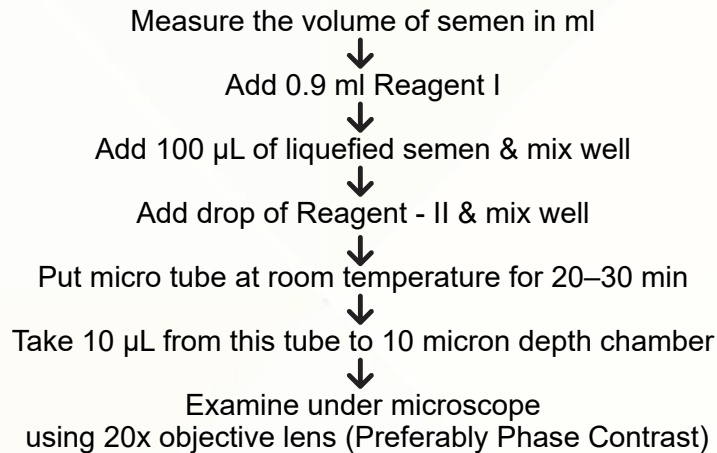 Measure the volume of semen in ml
Add 0.9 ml Reagent I
Add 100 µL of liquefied semen & mix well
Add drop of Reagent - II & mix well
Put micro tube at room temperature for 20–30 min
Take 10 µL from this tube to 10 micron depth chamber
Examine under microscope
using 20x objective lens (Preferably Phase Contrast)